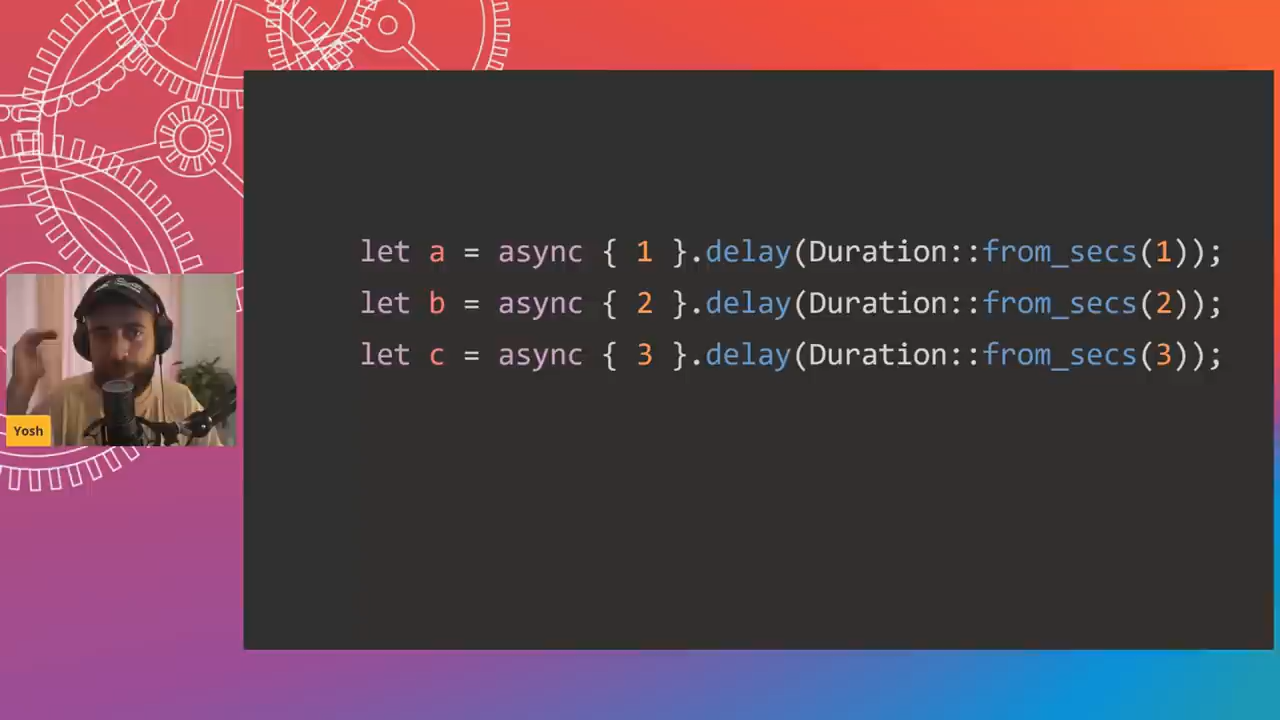 let a = async { 1 }.delay(Duration::from_secs(1));
let b = async { 2 }.delay(Duration::from_secs(2));
let c = async { 3 }.delay(Duration::from_secs(3));
Yosh